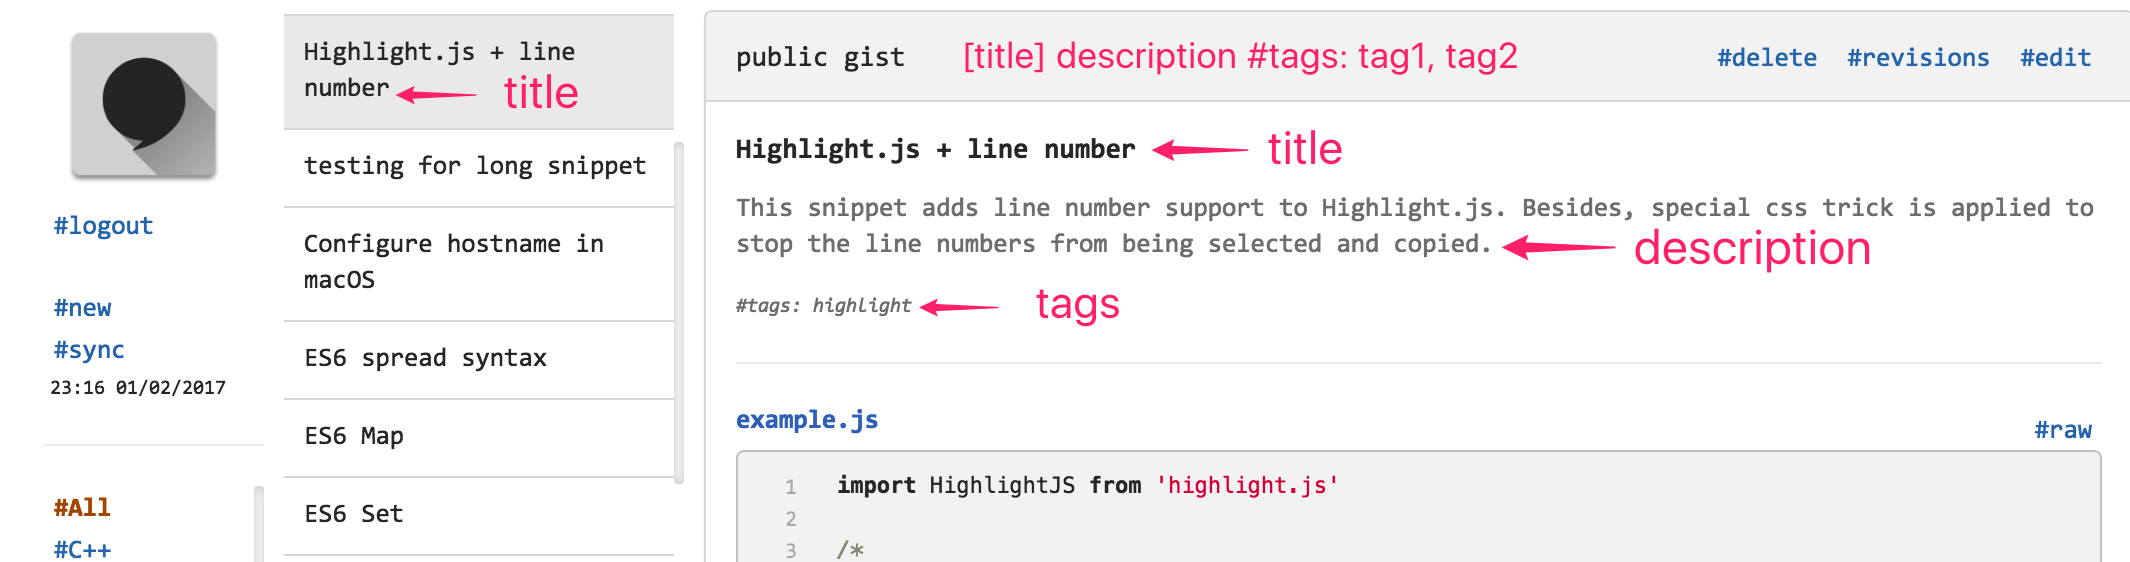 #logout
#new
#sync
23:16 01/02/2017
#All
#C++
Highlight.js + line
number
title
testing for long snippet
Configure hostname in
macOS
ES6 spread syntax
ES6 Map
ES6 Set
public gist [title] description #tags: tag1, tag2 #delete #revisions #edit
Highlight.js + line number title
This snippet adds line number support to Highlight.js. Besides, special css trick is applied to
stop the line numbers from being selected and copied. description
#tags: highlight tags
example.js
#raw
1 import HighlightJS from 'highlight.js'
2
3 /*